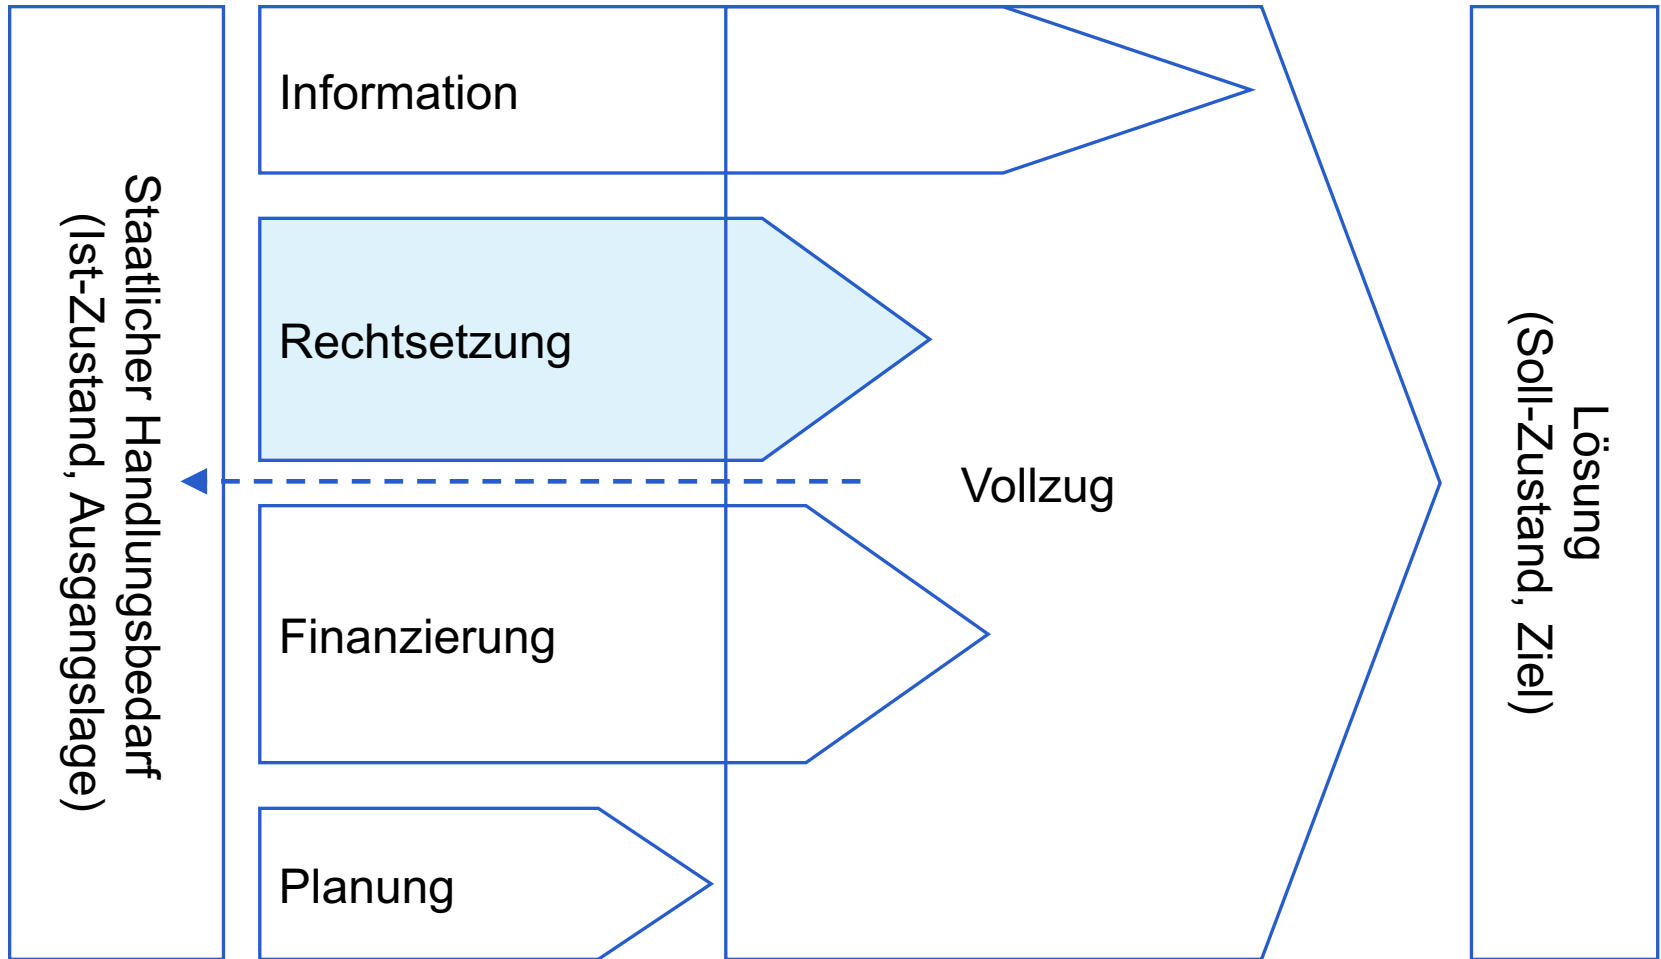 Staatlicher Handlungsbedarf
(Ist-Zustand, Ausgangslage)
Information
Rechtsetzung
Vollzug
Finanzierung
Planung
Lösung
(Soll-Zustand, Ziel)